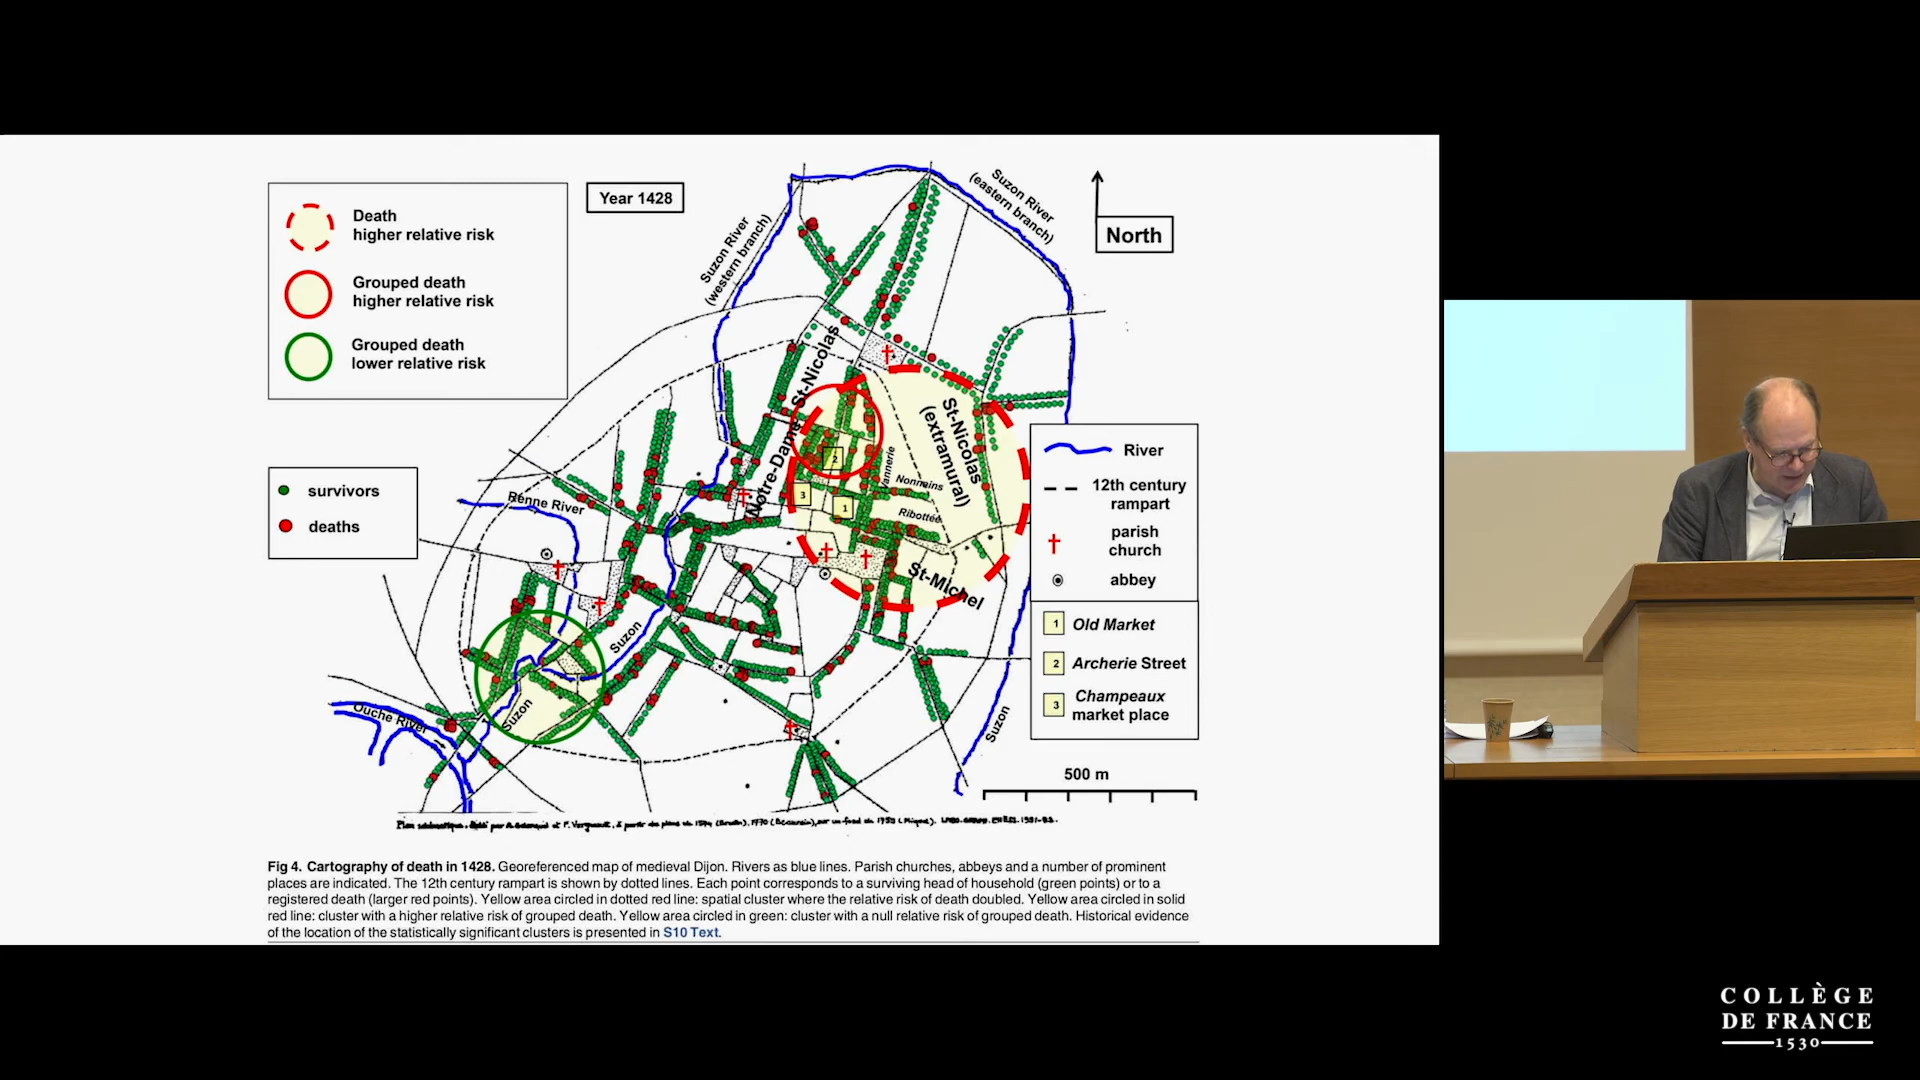 Death
higher relative risk
Grouped death
higher relative risk
Grouped death
lower relative risk
Year 1428
Suzon River
(western branch)
Suzon River
(eastern branch)
North
survivors
deaths
Renne River
Notre-Dame
St-Nicolas
St-Nicolas
(extramural)
2
3
1
Vannerie
Nonnains
Ribottée
St-Michel
Suzon
Suzon
Ouche River
Suzon
River
12th century
rampart
parish
church
abbey
1 Old Market
2 Archerie Street
3 Champeaux
market place
500 m
Fig 4. Cartography of death in 1428. Georeferenced map of medieval Dijon. Rivers as blue lines. Parish churches, abbeys and a number of prominent
places are indicated. The 12th century rampart is shown by dotted lines. Each point corresponds to a surviving head of household (green points) or to a
registered death (larger red points). Yellow area circled in dotted red line: spatial cluster where the relative risk of death doubled. Yellow area circled in solid
red line: cluster with a higher relative risk of grouped death. Yellow area circled in green: cluster with a null relative risk of grouped death. Historical evidence
of the location of the statistically significant clusters is presented in S10 Text.
COLLÈGE
DE FRANCE
1530